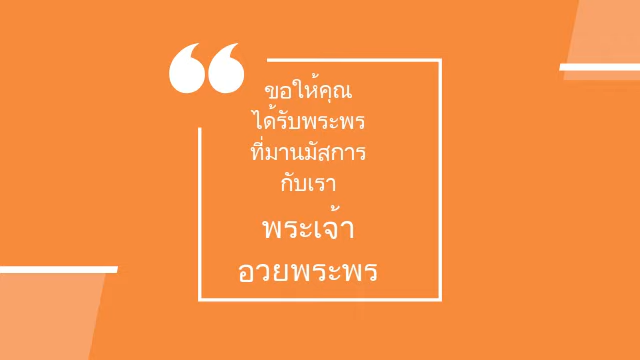 ขอให้คุณ
ได้รับพระพร
ที่มานมัสการ
กับเรา
พระเจ้า
อวยพระพร